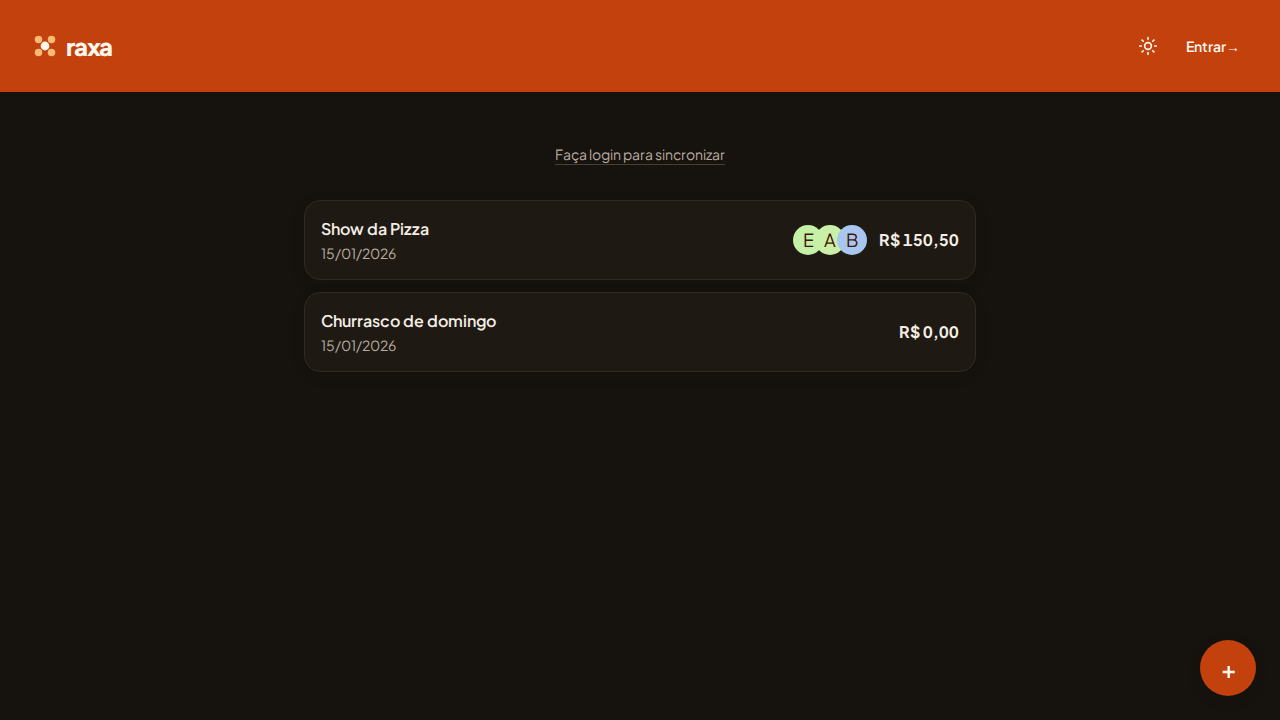 raxa
Entrar→
Faça login para sincronizar
Show da Pizza
15/01/2026
E A B
R$ 150,50
Churrasco de domingo
15/01/2026
R$ 0,00
+